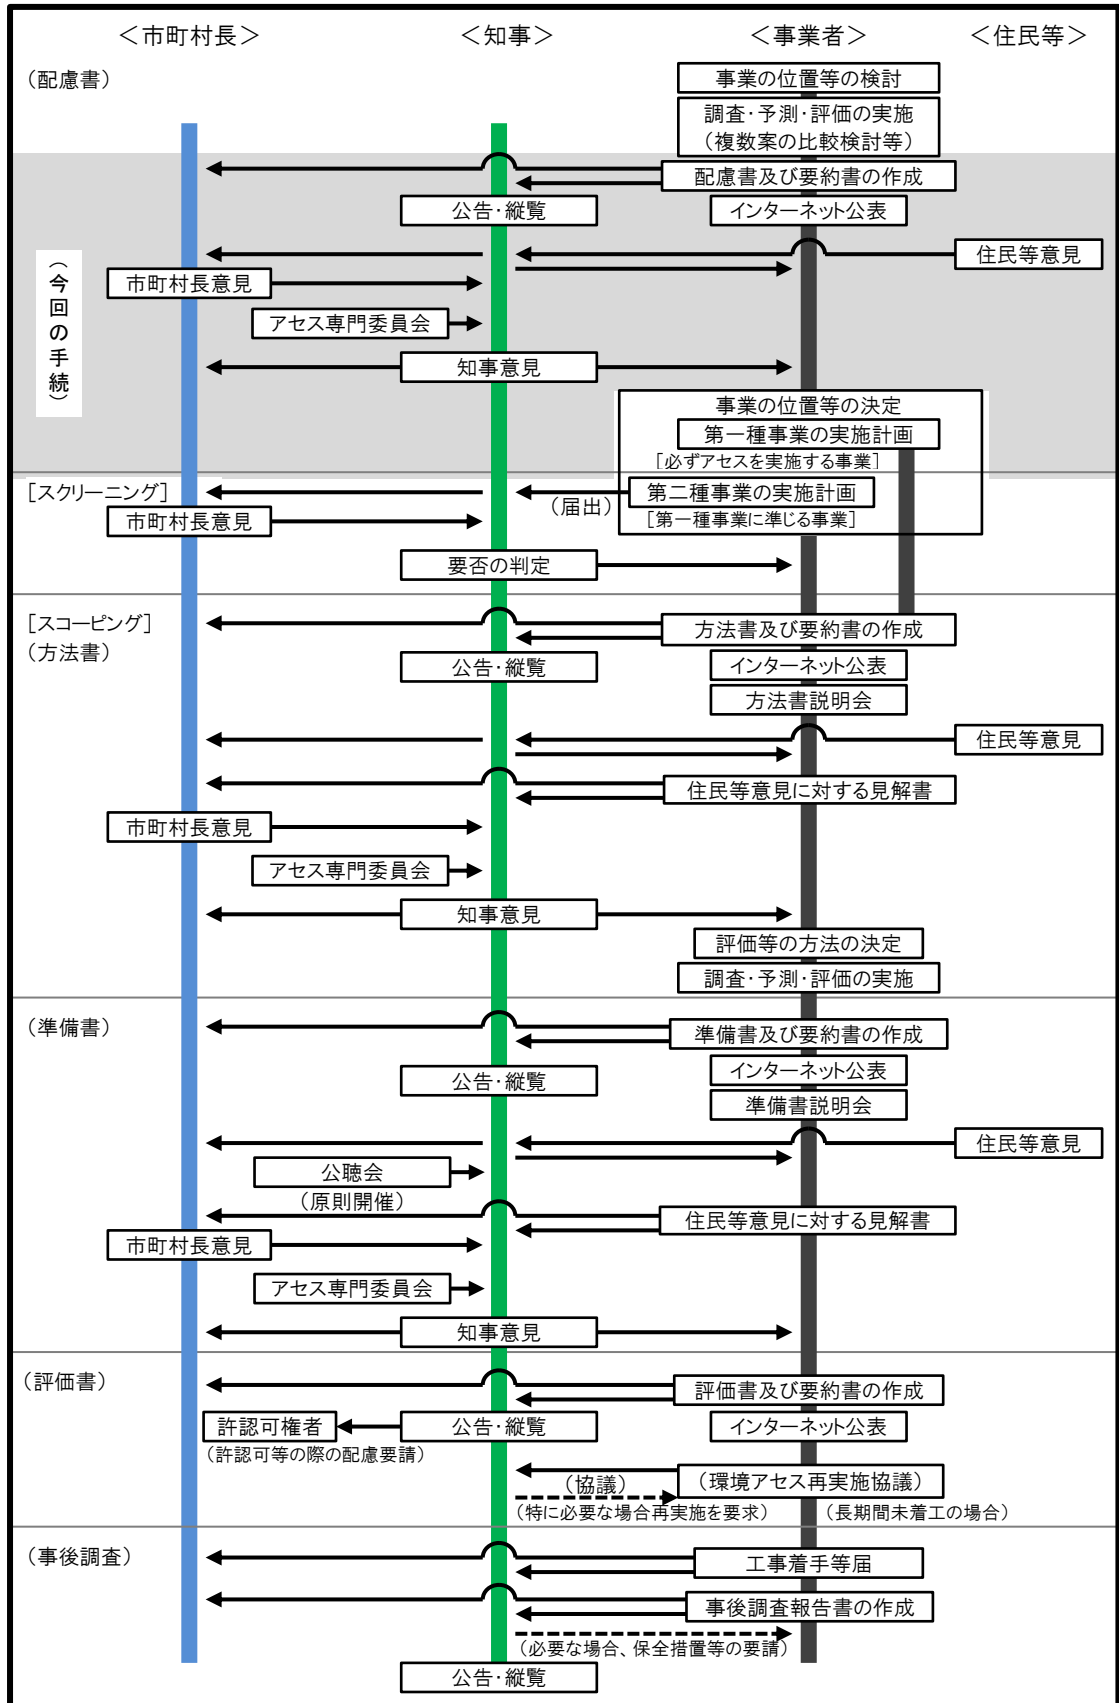 ＜市町村長＞ ＜知事＞ ＜事業者＞ ＜住民等＞
（配慮書） 事業の位置等の検討
調査・予測・評価の実施
（複数案の比較検討等）
配慮書及び要約書の作成
公告・縦覧 インターネット公表
住民等意見
（今回の手続）
市町村長意見
アセス専門委員会
知事意見
事業の位置等の決定
第一種事業の実施計画
［必ずアセスを実施する事業］
［スクリーニング］ （届出） 第二種事業の実施計画
市町村長意見 ［第一種事業に準じる事業］
要否の判定
［スコーピング］ 方法書及び要約書の作成
（方法書） 公告・縦覧 インターネット公表
方法書説明会
住民等意見
住民等意見に対する見解書
市町村長意見
アセス専門委員会
知事意見
評価等の方法の決定
調査・予測・評価の実施
（準備書） 準備書及び要約書の作成
公告・縦覧 インターネット公表
準備書説明会
住民等意見
公聴会
（原則開催）
住民等意見に対する見解書
市町村長意見
アセス専門委員会
知事意見
（評価書） 評価書及び要約書の作成
許認可権者 公告・縦覧 インターネット公表
（許認可等の際の配慮要請）
（協議） （環境アセス再実施協議）
（特に必要な場合再実施を要求） （長期間未着工の場合）
（事後調査） 工事着手等届
事後調査報告書の作成
（必要な場合、保全措置等の要請）
公告・縦覧